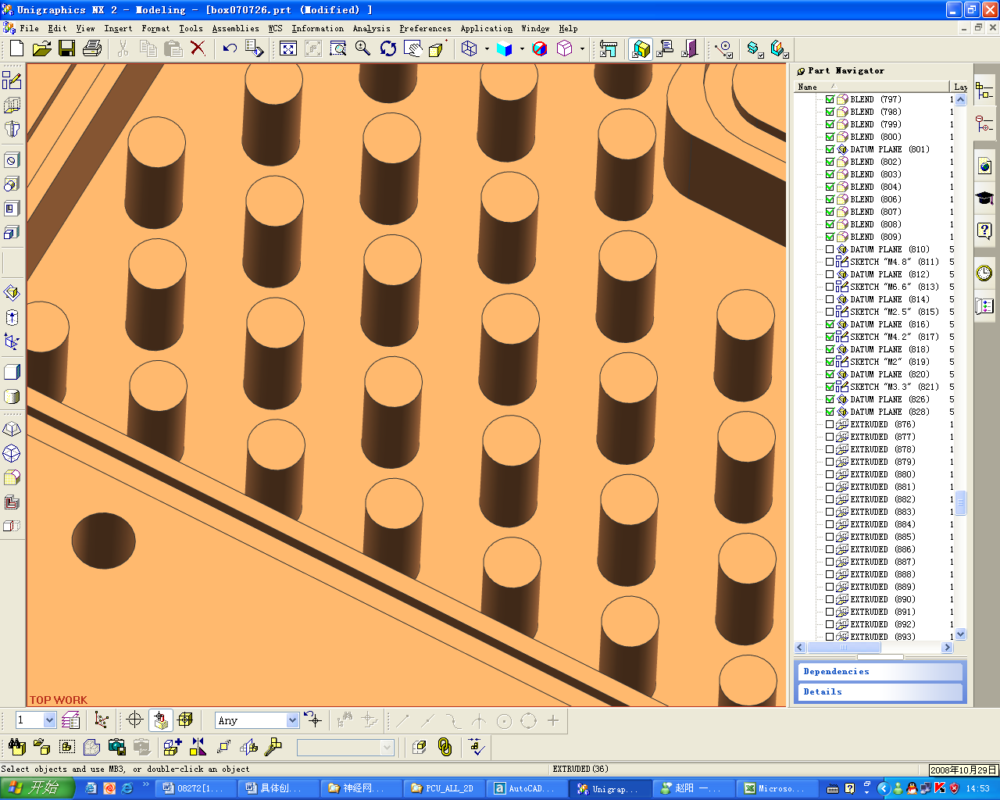 Unigraphics NX 2 - Modeling - [box070726.prt (Modified) ]
File Edit View Insert Format Tools Assemblies WCS Information Analysis Preferences Application Window Help
Part Navigator
Name / Lay
BLEND (797) 1
BLEND (798) 1
BLEND (799) 1
BLEND (800) 1
DATUM PLANE (801) 1
BLEND (802) 1
BLEND (803) 1
BLEND (804) 1
BLEND (806) 1
BLEND (807) 1
BLEND (808) 1
BLEND (809) 1
DATUM PLANE (810) 5
SKETCH "M4.8" (811) 5
DATUM PLANE (812) 5
SKETCH "M6.6" (813) 5
DATUM PLANE (814) 5
SKETCH "M2.5" (815) 5
DATUM PLANE (816) 5
SKETCH "M4.2" (817) 5
DATUM PLANE (818) 5
SKETCH "M2" (819) 5
DATUM PLANE (820) 5
SKETCH "M3.3" (821) 5
DATUM PLANE (826) 5
DATUM PLANE (828) 5
EXTRUDED (876) 1
EXTRUDED (877) 1
EXTRUDED (878) 1
EXTRUDED (879) 1
EXTRUDED (880) 1
EXTRUDED (881) 1
EXTRUDED (882) 1
EXTRUDED (883) 1
EXTRUDED (884) 1
EXTRUDED (885) 1
EXTRUDED (886) 1
EXTRUDED (887) 1
EXTRUDED (888) 1
EXTRUDED (889) 1
EXTRUDED (890) 1
EXTRUDED (891) 1
EXTRUDED (892) 1
EXTRUDED (893) 1
Dependencies
Details
TOP WORK
1 Any
Select objects and use MB3, or double-click an object EXTRUDED(36) 2008年10月29日
开始 08272[1... 具体创... 神经网... PCU_ALL_2D AutoCAD... Unigrap... 赵阳 一... Microso... 14:53